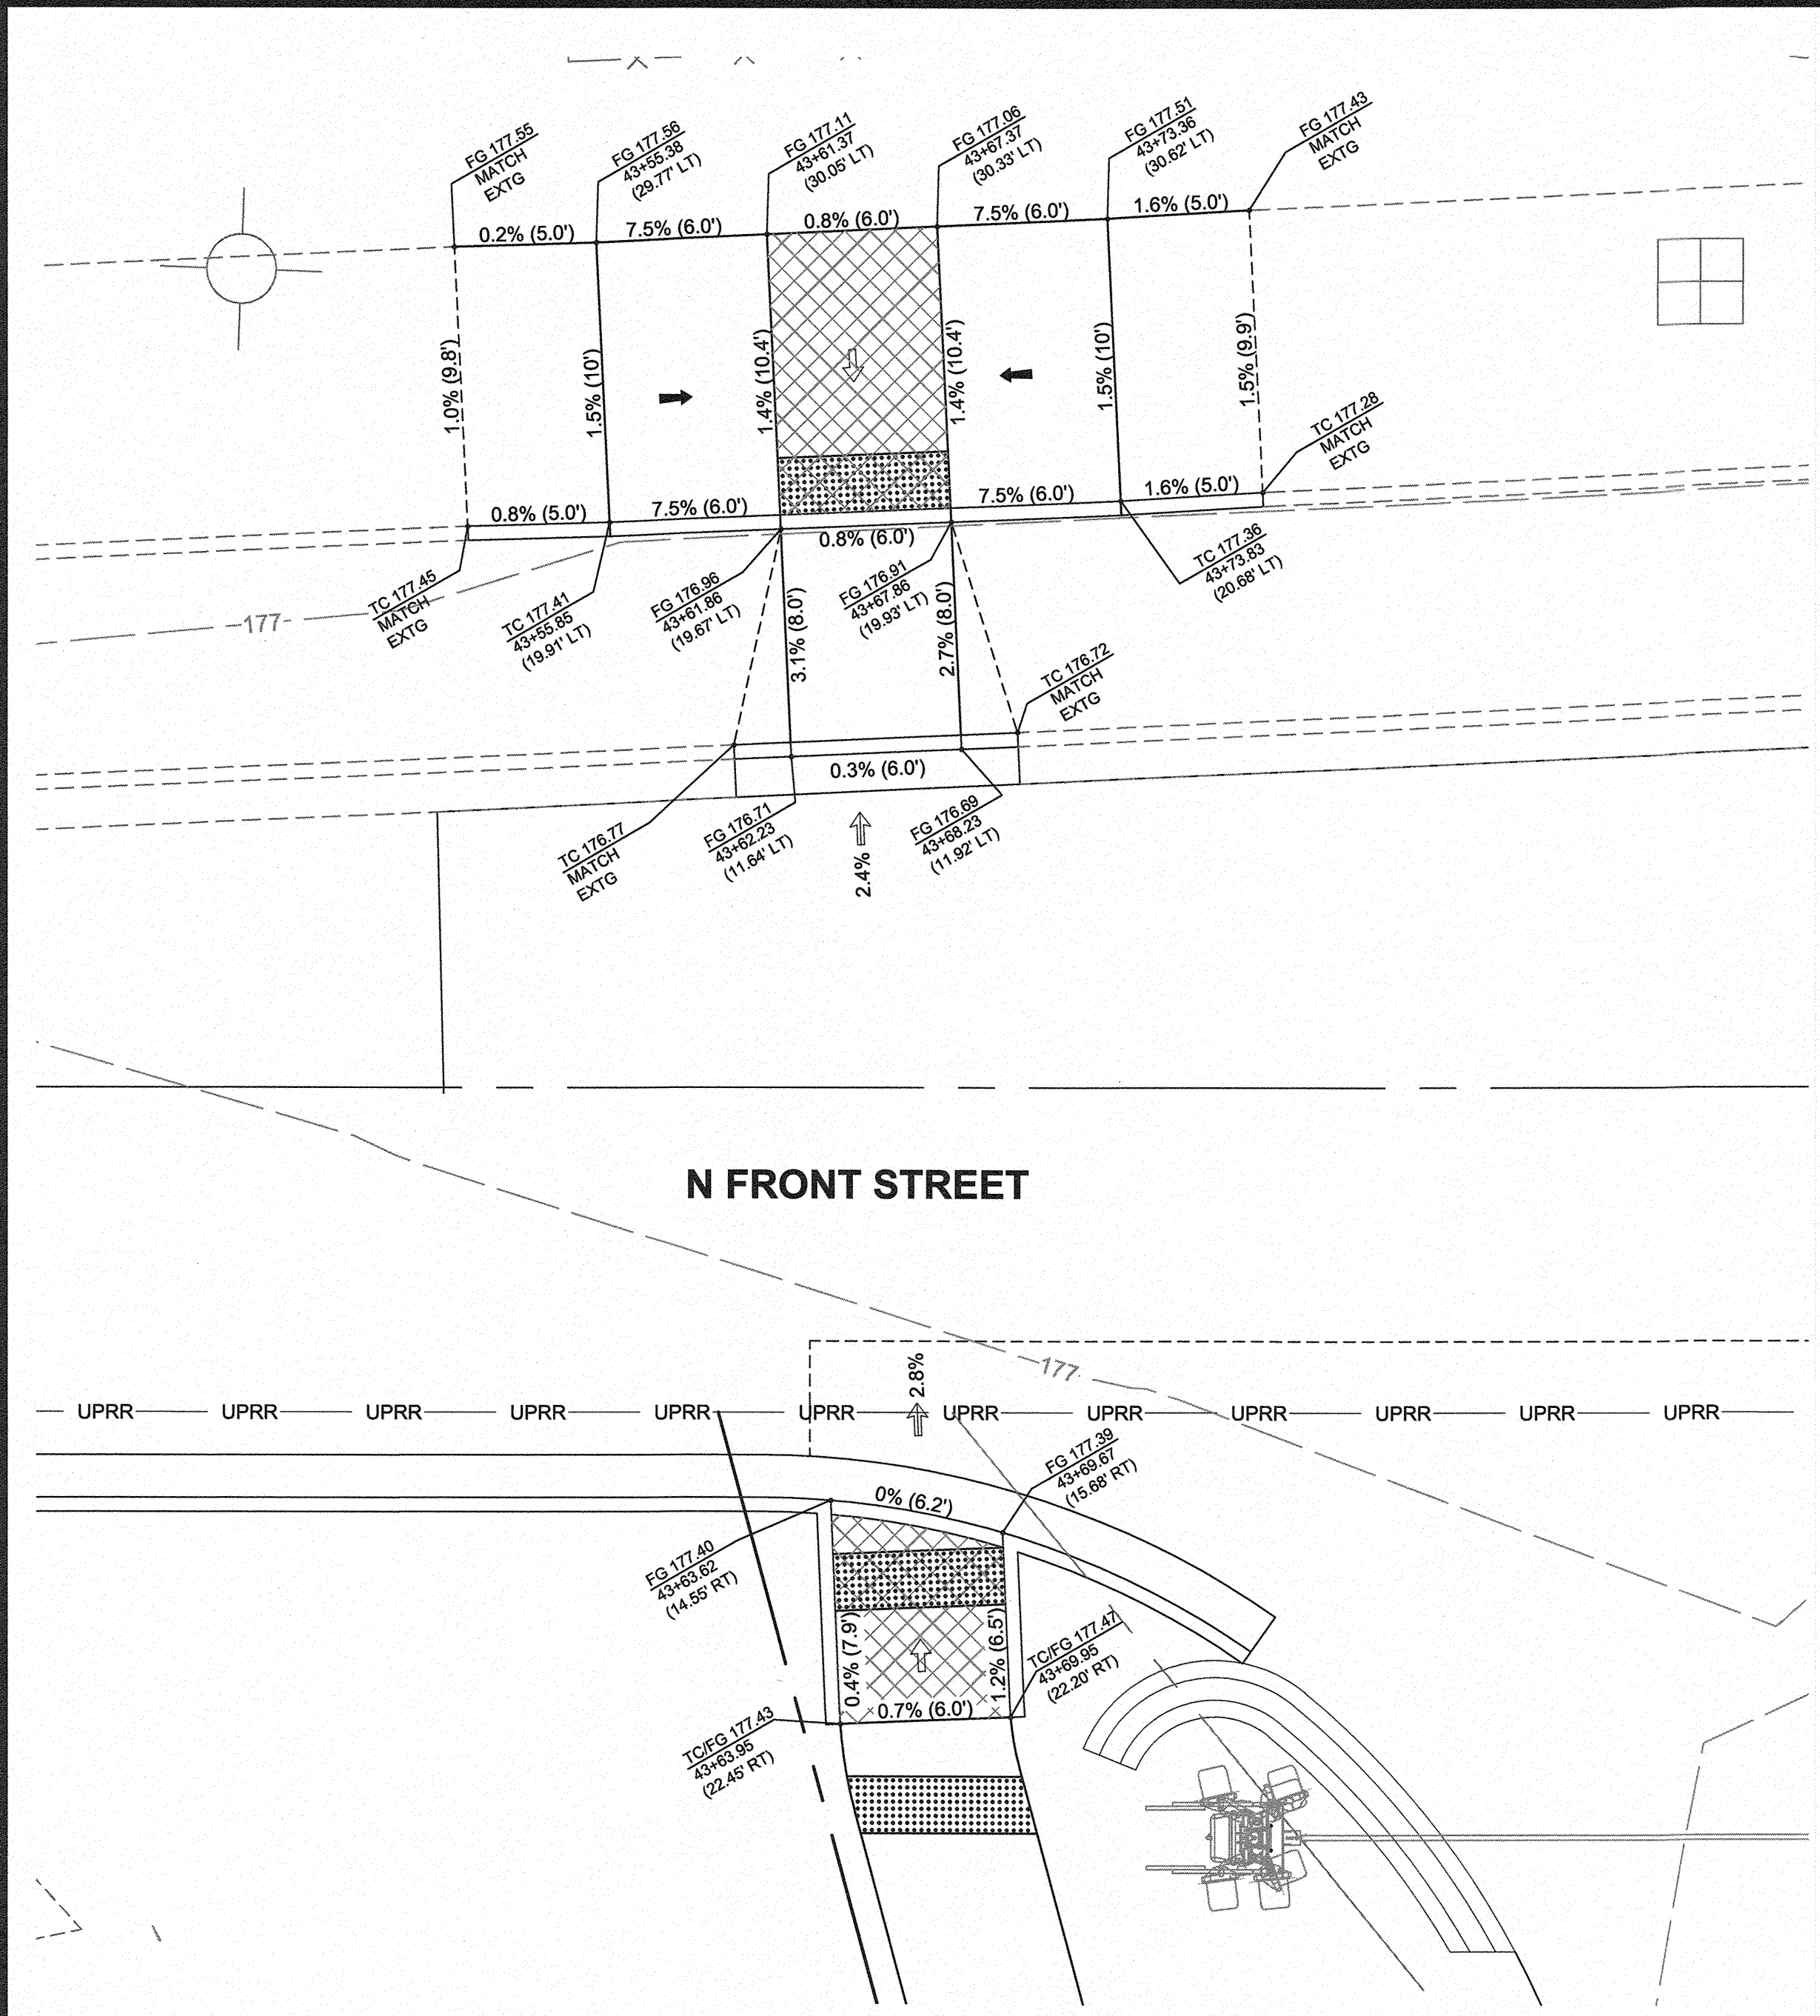 FG 177.55
MATCH
EXTG
FG 177.56
43+55.38
(29.77' LT)
FG 177.11
43+61.37
(30.05' LT)
FG 177.06
43+67.37
(30.33' LT)
FG 177.51
43+73.36
(30.62' LT)
FG 177.43
MATCH
EXTG
0.2% (5.0')
7.5% (6.0')
0.8% (6.0')
7.5% (6.0')
1.6% (5.0')
1.0% (9.8')
1.5% (10')
1.4% (10.4')
1.4% (10.4')
1.5% (10')
1.5% (9.9')
TC 177.28
MATCH
EXTG
0.8% (5.0')
7.5% (6.0')
0.8% (6.0')
7.5% (6.0')
1.6% (5.0')
177
TC 177.45
MATCH
EXTG
TC 177.41
43+55.85
(19.91' LT)
FG 176.96
43+61.86
(19.67' LT)
FG 176.91
43+67.86
(19.93' LT)
TC 177.36
43+73.83
(20.68' LT)
3.1% (8.0')
2.7% (8.0')
TC 176.72
MATCH
EXTG
0.3% (6.0')
TC 176.77
MATCH
EXTG
FG 176.71
43+62.23
(11.64' LT)
FG 176.69
43+68.23
(11.92' LT)
2.4%
N FRONT STREET
177
2.8%
UPRR UPRR UPRR UPRR UPRR UPRR UPRR UPRR UPRR UPRR UPRR UPRR
FG 177.39
43+69.67
(15.68' RT)
0% (6.2')
FG 177.40
43+63.62
(14.55' RT)
0.4% (7.9')
1.2% (6.5')
TC/FG 177.47
43+69.95
(22.20' RT)
0.7% (6.0')
TC/FG 177.43
43+63.95
(22.45' RT)